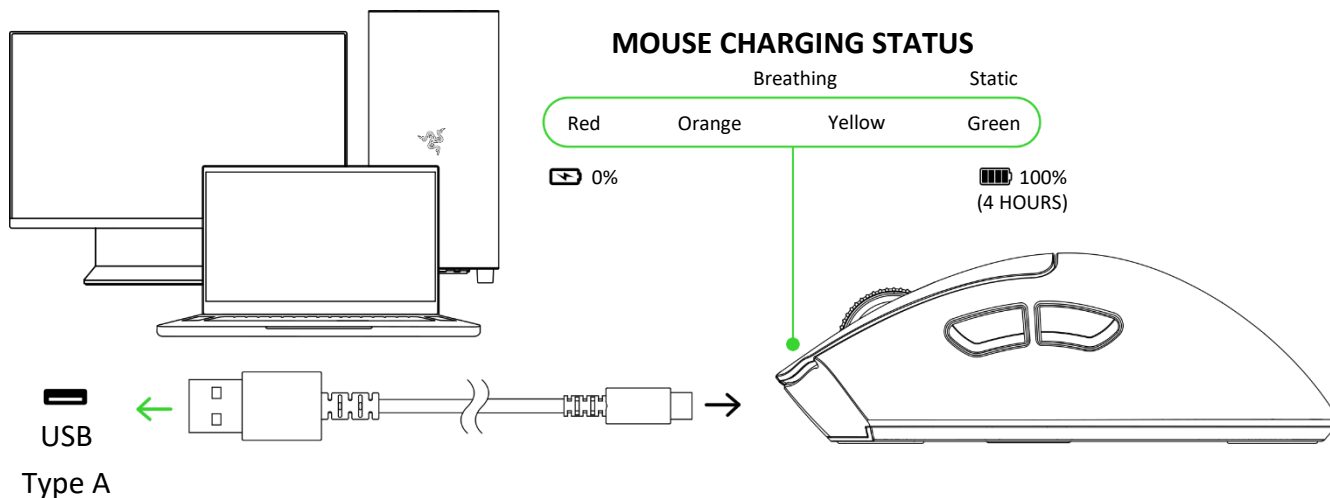 MOUSE CHARGING STATUS
Breathing Static
Red Orange Yellow Green
0% 100%
(4 HOURS)
USB
Type A